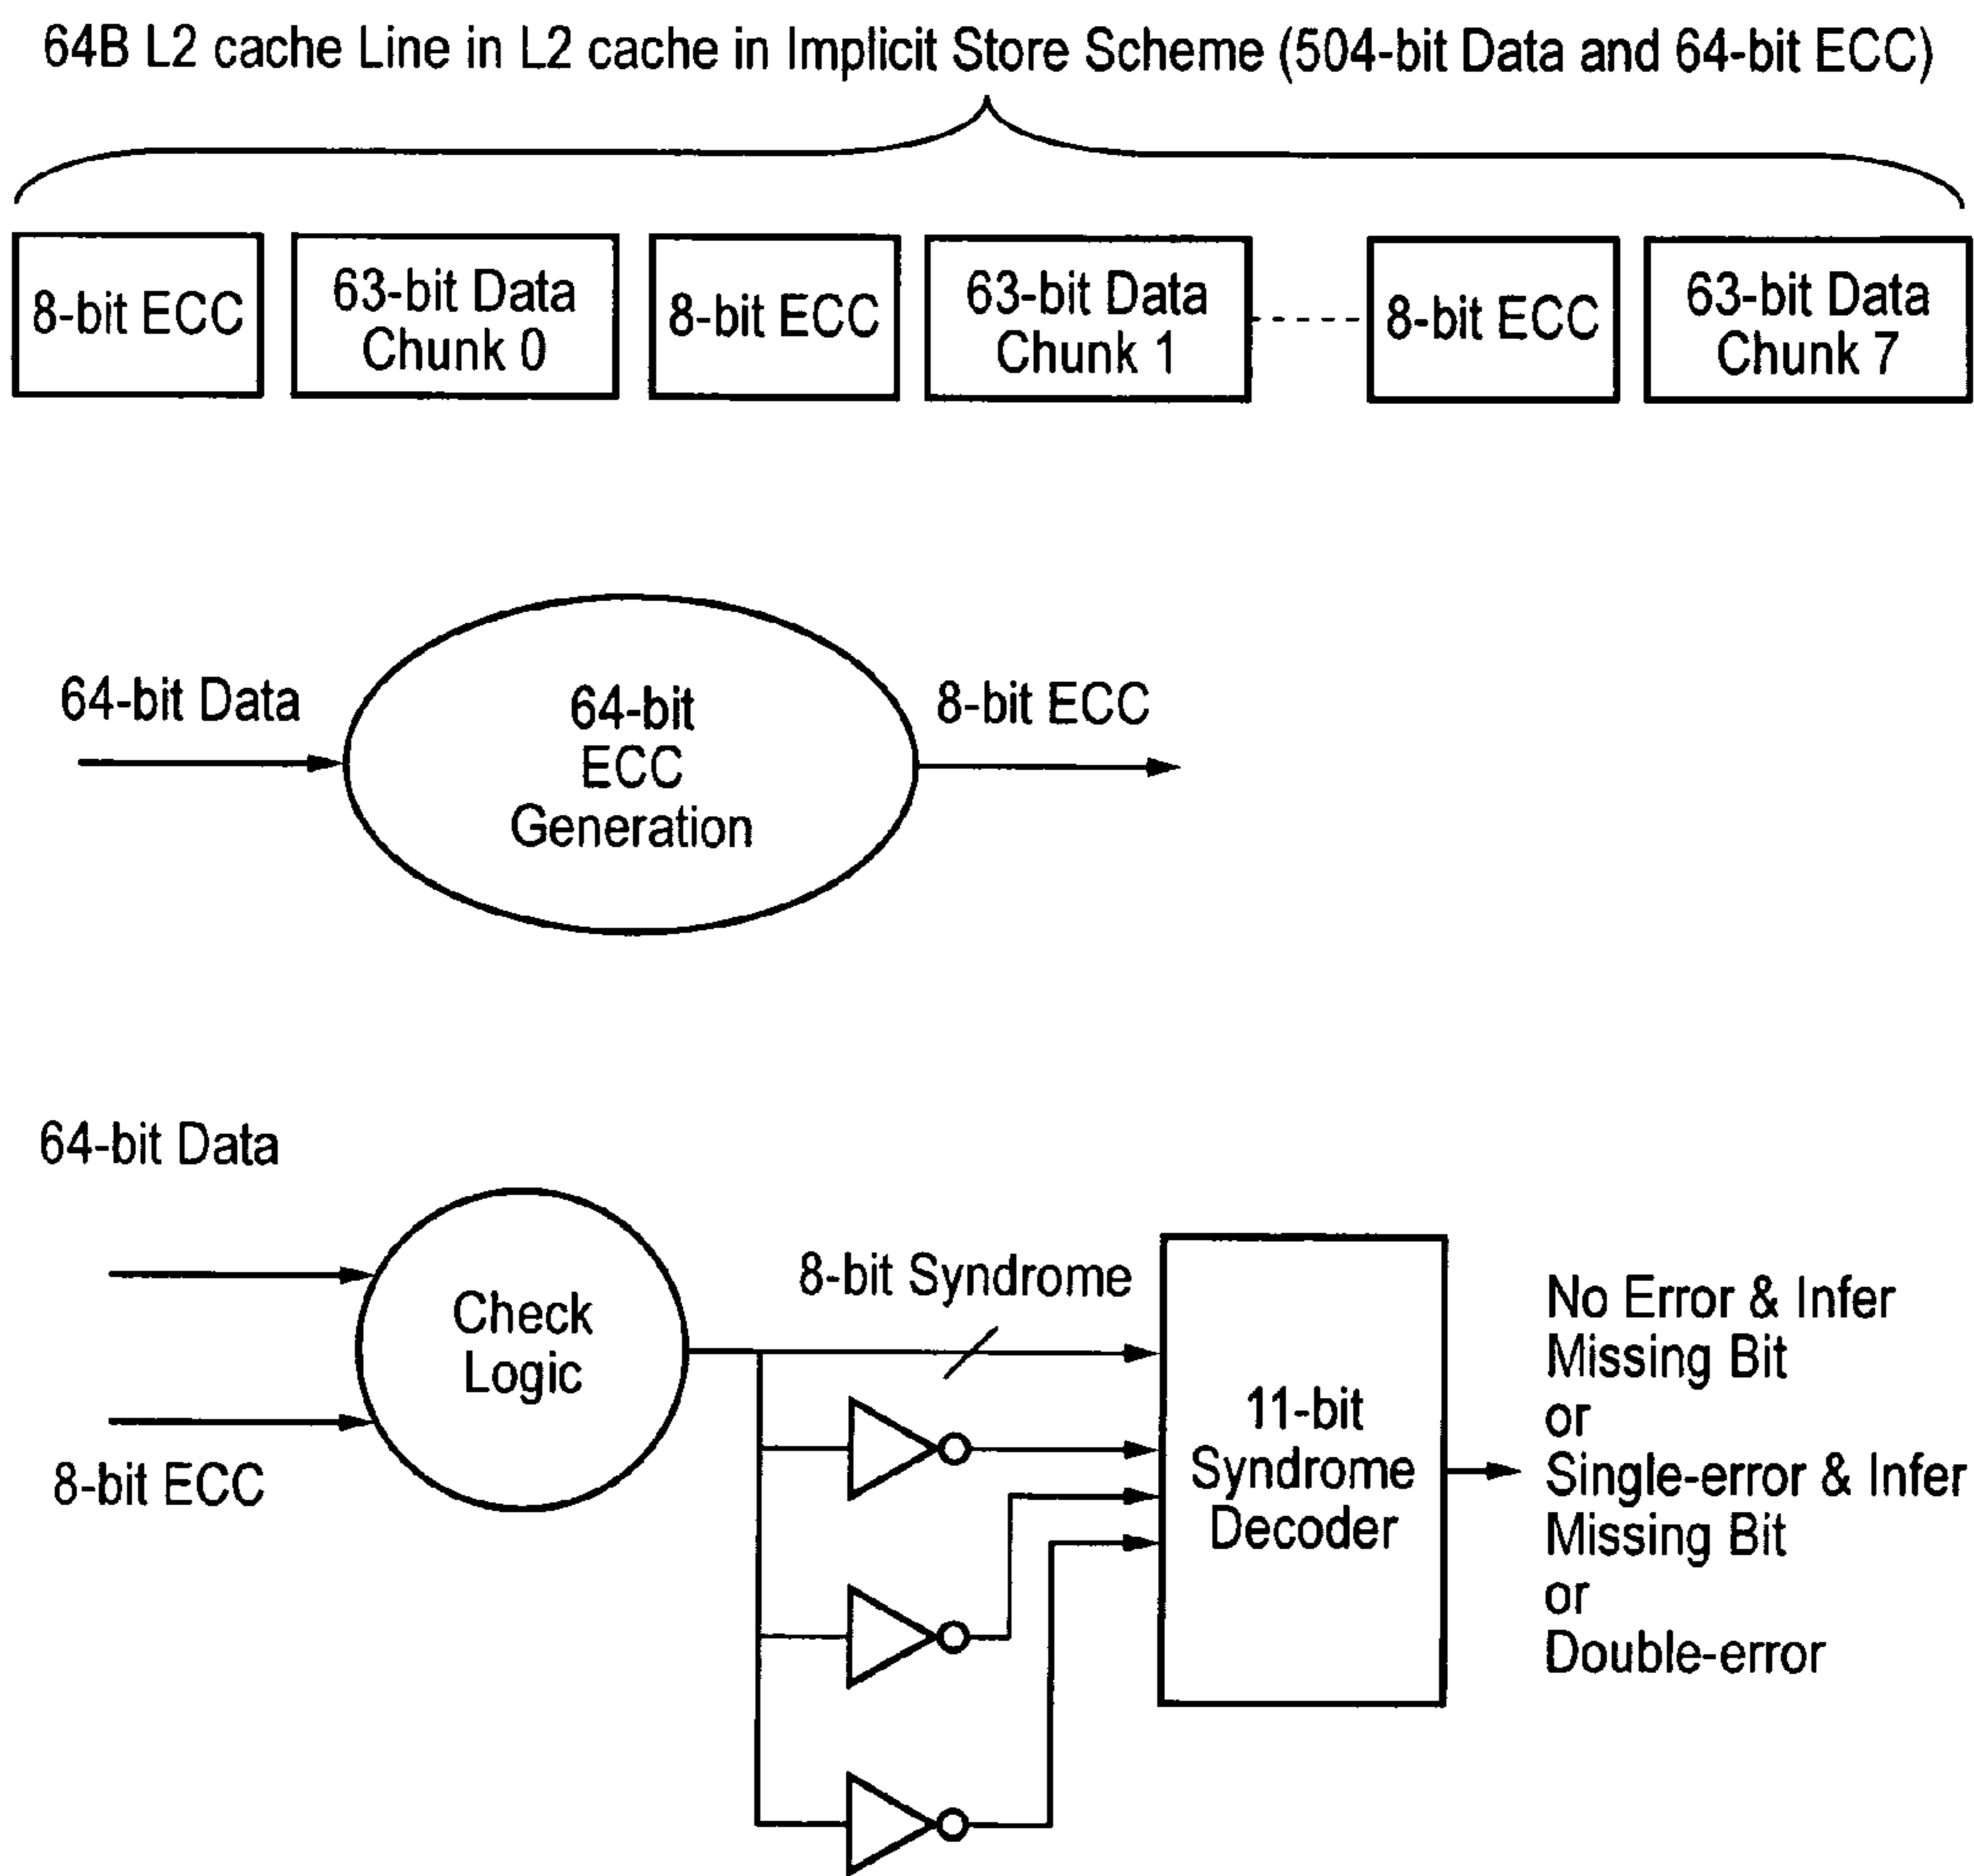 64B L2 cache Line in L2 cache in Implicit Store Scheme (504-bit Data and 64-bit ECC)
8-bit ECC
63-bit Data
Chunk 0
8-bit ECC
63-bit Data
Chunk 1
8-bit ECC
63-bit Data
Chunk 7
64-bit Data
64-bit
ECC
Generation
8-bit ECC
64-bit Data
8-bit ECC
Check
Logic
8-bit Syndrome
11-bit
Syndrome
Decoder
No Error & Infer
Missing Bit
or
Single-error & Infer
Missing Bit
or
Double-error